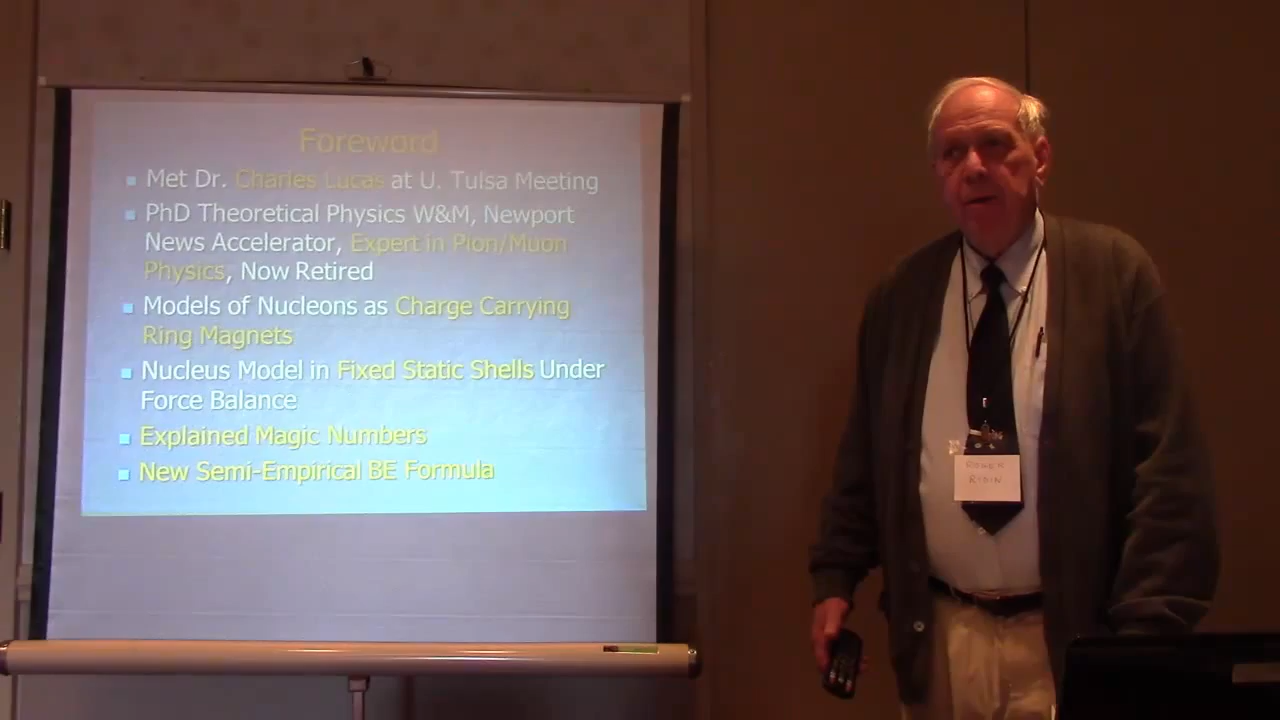 Foreword
Met Dr. Charles Lucas at U. Tulsa Meeting
PhD Theoretical Physics W&M, Newport
News Accelerator, Expert in Pion/Muon
Physics, Now Retired
Models of Nucleons as Charge Carrying
Ring Magnets
Nucleus Model in Fixed Static Shells Under
Force Balance
Explained Magic Numbers
New Semi-Empirical BE Formula
ROGER
RYDIN